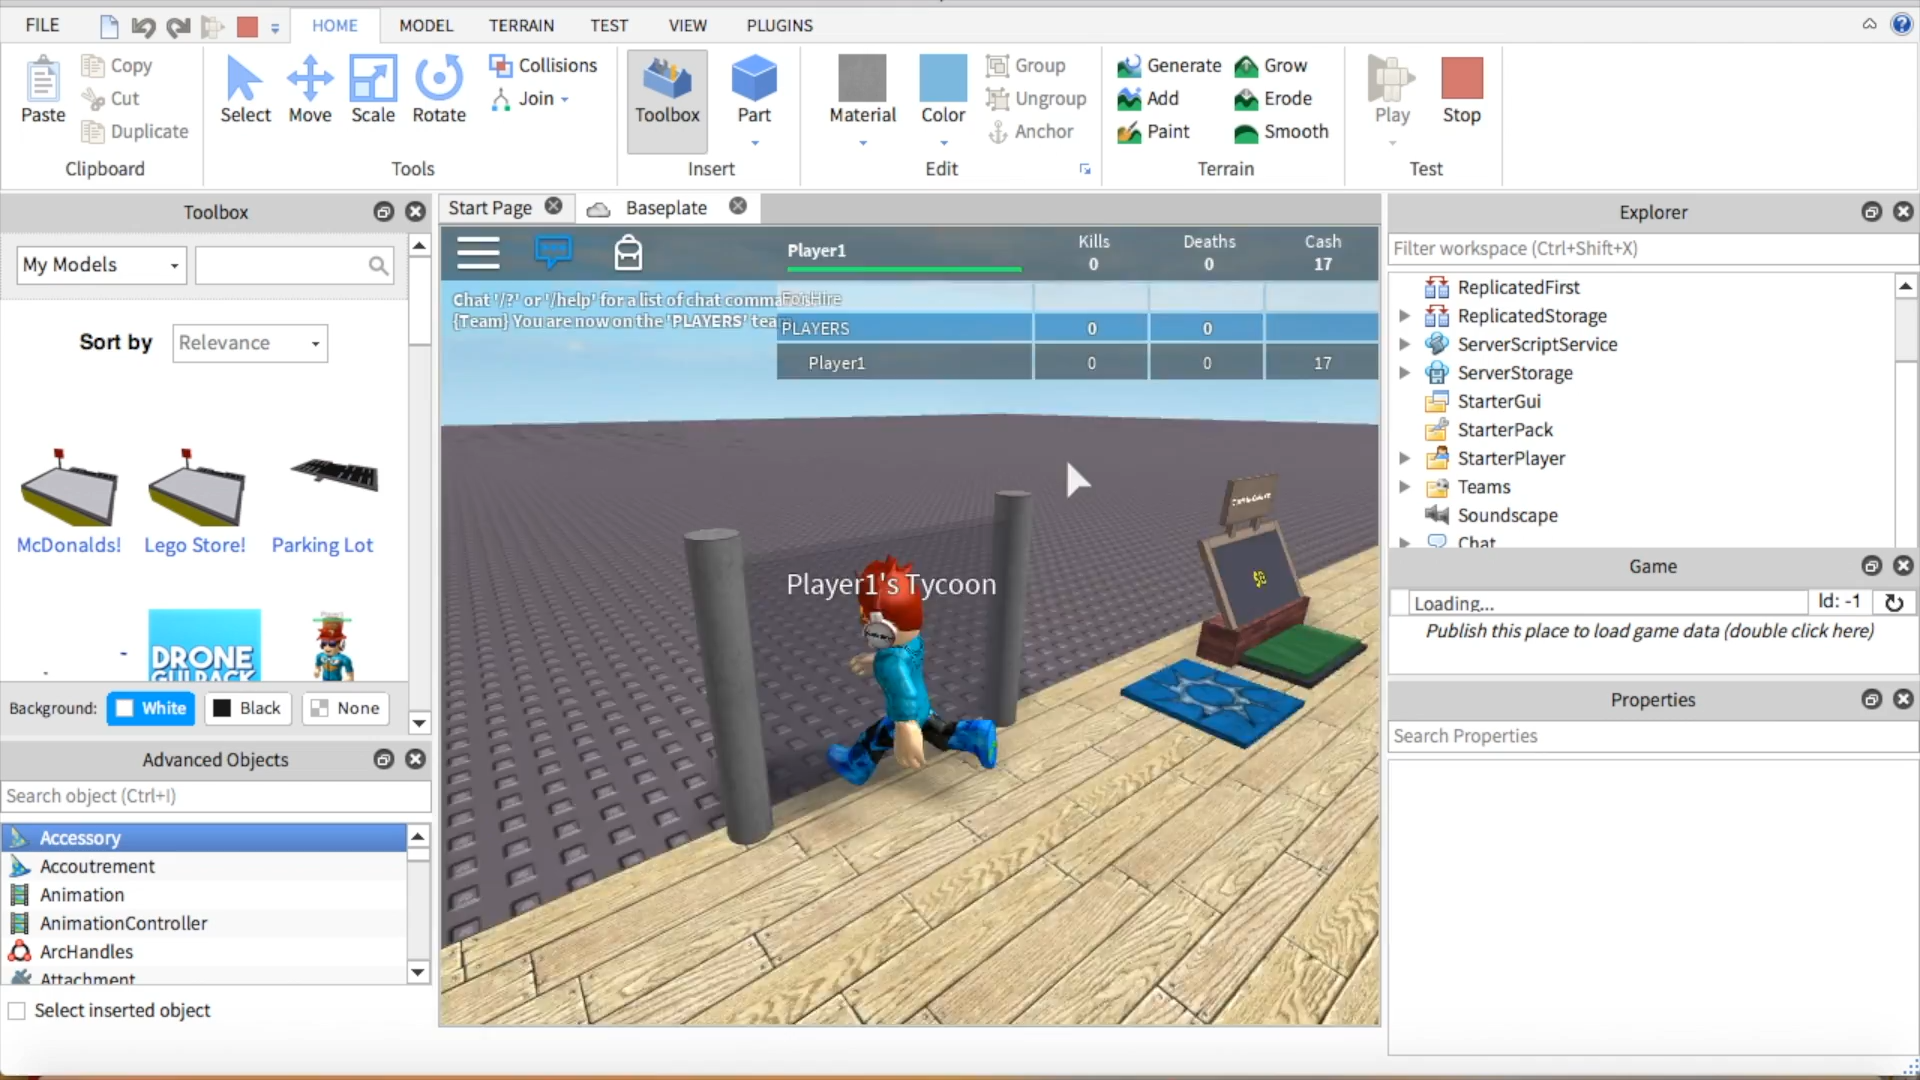 FILE HOME MODEL TERRAIN TEST VIEW PLUGINS
Paste
Copy
Cut
Duplicate
Clipboard
Select Move Scale Rotate
Collisions
Join
Tools
Toolbox Part
Insert
Material Color
Group
Ungroup
Anchor
Edit
Generate Grow
Add Erode
Paint Smooth
Terrain
Play Stop
Test
Toolbox
My Models
Sort by Relevance
McDonalds! Lego Store! Parking Lot
DRONE
Background: White Black None
Advanced Objects
Search object (Ctrl+I)
Accessory
Accoutrement
Animation
AnimationController
ArcHandles
Attachment
Select inserted object
Start Page Baseplate
Player1 Kills 0 Deaths 0 Cash 17
Chat '/?' or '/help' for a list of chat comma
For Hire
{Team} You are now on the 'PLAYERS' tea
PLAYERS 0 0
Player1 0 0 17
Player1's Tycoon
Explorer
Filter workspace (Ctrl+Shift+X)
ReplicatedFirst
ReplicatedStorage
ServerScriptService
ServerStorage
StarterGui
StarterPack
StarterPlayer
Teams
Soundscape
Chat
Game
Loading... Id: -1
Publish this place to load game data (double click here)
Properties
Search Properties